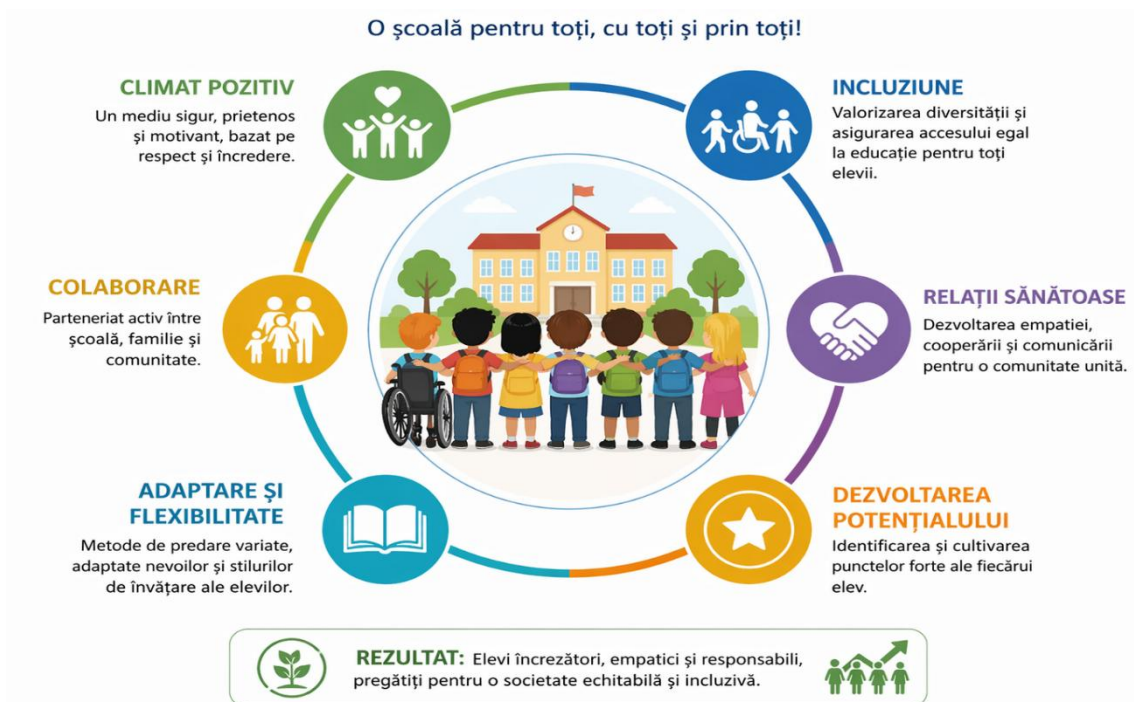 O școală pentru toți, cu toți și prin toți!
CLIMAT POZITIV
Un mediu sigur, prietenos
și motivant, bazat pe
respect și încredere.
INCLUZIUNE
Valorizarea diversității și
asigurarea accesului egal
la educație pentru toți
elevii.
COLABORARE
Parteneriat activ între
școală, familie și
comunitate.
RELAȚII SĂNĂTOASE
Dezvoltarea empatiei,
cooperării și comunicării
pentru o comunitate unită.
ADAPTARE ȘI
FLEXIBILITATE
Metode de predare variate,
adaptate nevoilor și stilurilor
de învățare ale elevilor.
DEZVOLTAREA
POTENȚIALULUI
Identificarea și cultivarea
punctelor forte ale fiecărui
elev.
REZULTAT: Elevi încrezători, empatici și responsabili,
pregătiți pentru o societate echitabilă și incluzivă.